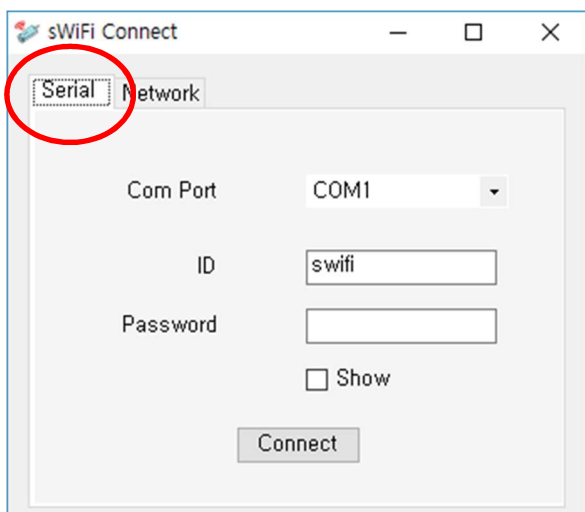 sWiFi Connect
Serial Network
Com Port COM1
ID swifi
Password
Show
Connect